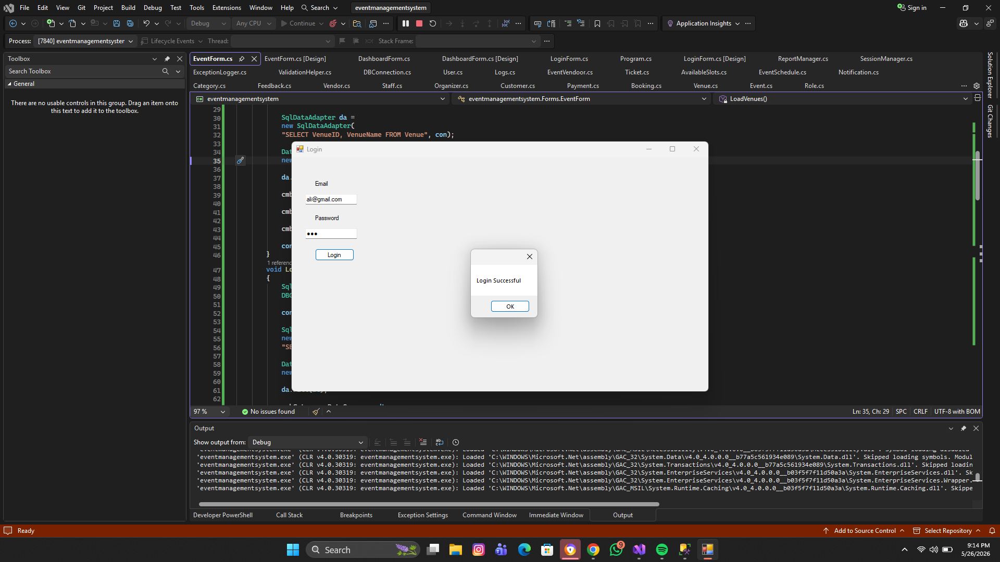 File Edit View Git Project Build Debug Test Tools Extensions Window Help Search eventmanagementsystem Sign in
Debug Any CPU Continue Application Insights
Process: [7840] eventmanagementsyster Lifecycle Events Thread: Stack Frame:
Toolbox
Search Toolbox
General
There are no usable controls in this group. Drag an item onto
this text to add it to the toolbox.
EventForm.cs EventForm.cs [Design] DashboardForm.cs DashboardForm.cs [Design] LoginForm.cs Program.cs LoginForm.cs [Design] ReportManager.cs SessionManager.cs
ExceptionLogger.cs ValidationHelper.cs DBConnection.cs User.cs Logs.cs EventVendoor.cs Ticket.cs AvailableSlots.cs EventSchedule.cs Notification.cs
Category.cs Feedback.cs Vendor.cs Staff.cs Organizer.cs Customer.cs Payment.cs Booking.cs Venue.cs Event.cs Role.cs
eventmanagementsystem eventmanagementsystem.Forms.EventForm LoadVenues()
29
30 SqlDataAdapter da =
31 new SqlDataAdapter(
32 "SELECT VenueID, VenueName FROM Venue", con);
33
34 Dat
35 new
36
37 da.
38
39 cmb
40
41 cmb
42
43 cmb
44
45 con
46 }
1 referenc
47 void Lo
48 {
49 Sql
50 DBC
51
52 con
53
54 Sql
55 new
56 "SE
57
58 Dat
59 new
60
61 da.
62
Login
Email
ali@gmail.com
Password
●●●
Login
Login Successful
OK
97 % No issues found Ln: 35, Ch: 29 SPC CRLF UTF-8 with BOM
Output
Show output from: Debug
'eventmanagementsystem.exe' (CLR v4.0.30319: eventmanagementsystem.exe): Loaded 'C:\WINDOWS\Microsoft.Net\assembly\GAC_32\System.Data\v4.0_4.0.0.0__b77a5c561934e089\System.Data.dll'. Skipped loading symbols. Modul
'eventmanagementsystem.exe' (CLR v4.0.30319: eventmanagementsystem.exe): Loaded 'C:\WINDOWS\Microsoft.Net\assembly\GAC_32\System.Transactions\v4.0_4.0.0.0__b77a5c561934e089\System.Transactions.dll'. Skipped loadin
'eventmanagementsystem.exe' (CLR v4.0.30319: eventmanagementsystem.exe): Loaded 'C:\WINDOWS\Microsoft.Net\assembly\GAC_32\System.EnterpriseServices\v4.0_4.0.0.0__b03f5f7f11d50a3a\System.EnterpriseServices.dll'. Sk
'eventmanagementsystem.exe' (CLR v4.0.30319: eventmanagementsystem.exe): Loaded 'C:\WINDOWS\Microsoft.Net\assembly\GAC_32\System.EnterpriseServices\v4.0_4.0.0.0__b03f5f7f11d50a3a\System.EnterpriseServices.Wrapper.
'eventmanagementsystem.exe' (CLR v4.0.30319: eventmanagementsystem.exe): Loaded 'C:\WINDOWS\Microsoft.Net\assembly\GAC_MSIL\System.Runtime.Caching\v4.0_4.0.0.0__b03f5f7f11d50a3a\System.Runtime.Caching.dll'. Skippe
Developer PowerShell Call Stack Breakpoints Exception Settings Command Window Immediate Window Output
Solution Explorer
Git Changes
Ready Add to Source Control Select Repository
Search 9
9:14 PM
5/26/2026